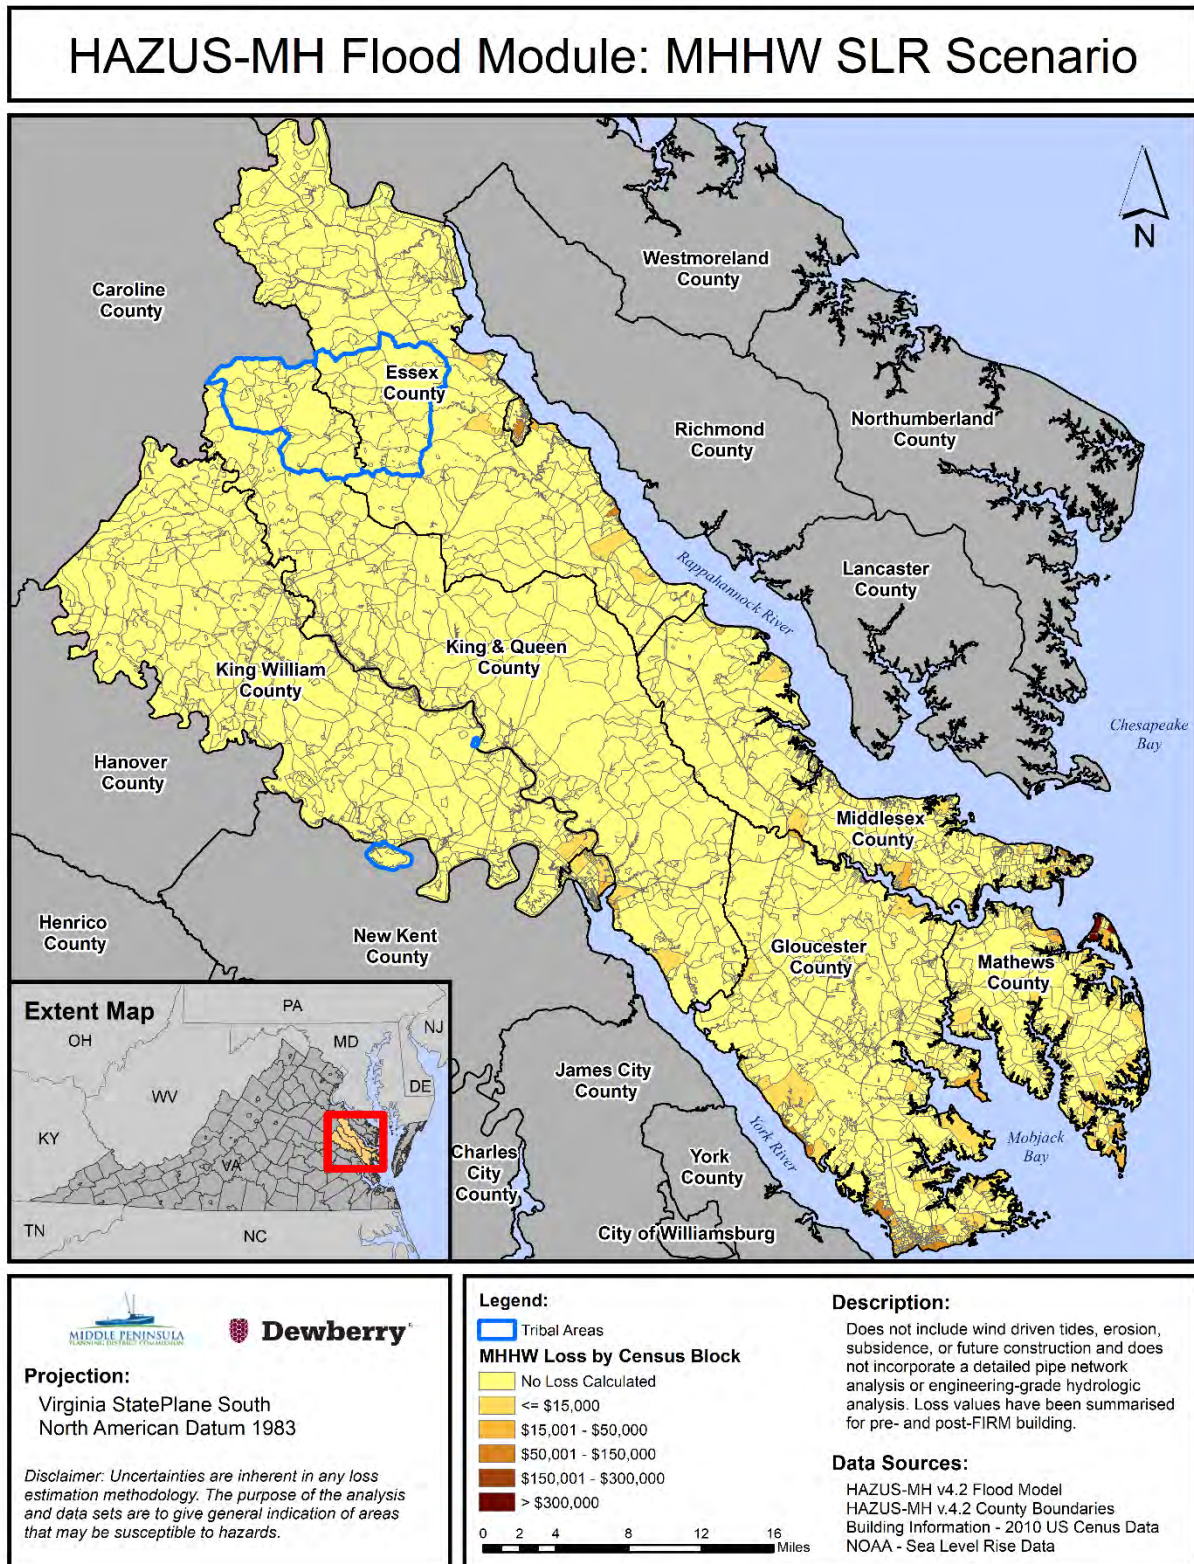 HAZUS-MH Flood Module: MHHW SLR Scenario
N
Westmoreland
County
Caroline
County
Essex
County
Richmond
County
Northumberland
County
Rappahannock River
Lancaster
County
King & Queen
County
King William
County
Chesapeake
Bay
Hanover
County
Middlesex
County
Henrico
County
New Kent
County
Gloucester
County
Mathews
County
James City
County
York River
Mobjack
Bay
Charles
City
County
York
County
City of Williamsburg
Extent Map
PA
OH
MD
NJ
DE
WV
KY
VA
TN
NC
MIDDLE PENINSULA
PLANNING DISTRICT COMMISSION
Dewberry
Projection:
Virginia StatePlane South
North American Datum 1983
Disclaimer: Uncertainties are inherent in any loss
estimation methodology. The purpose of the analysis
and data sets are to give general indication of areas
that may be susceptible to hazards.
Legend:
Tribal Areas
MHHW Loss by Census Block
No Loss Calculated
<= $15,000
$15,001 - $50,000
$50,001 - $150,000
$150,001 - $300,000
> $300,000
0 2 4 8 12 16
Miles
Description:
Does not include wind driven tides, erosion,
subsidence, or future construction and does
not incorporate a detailed pipe network
analysis or engineering-grade hydrologic
analysis. Loss values have been summarised
for pre- and post-FIRM building.
Data Sources:
HAZUS-MH v4.2 Flood Model
HAZUS-MH v.4.2 County Boundaries
Building Information - 2010 US Cenus Data
NOAA - Sea Level Rise Data